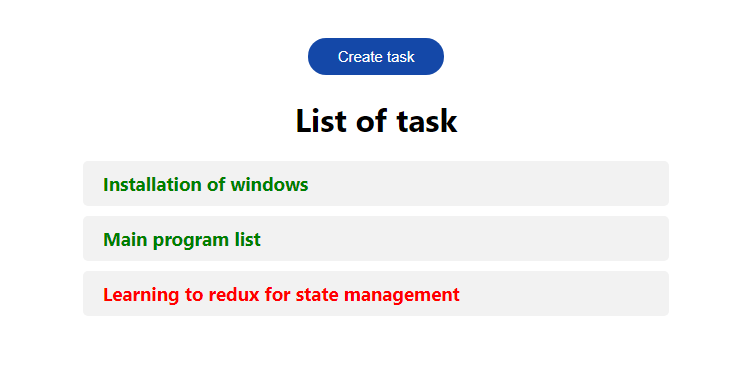 Create task
List of task
Installation of windows
Main program list
Learning to redux for state management